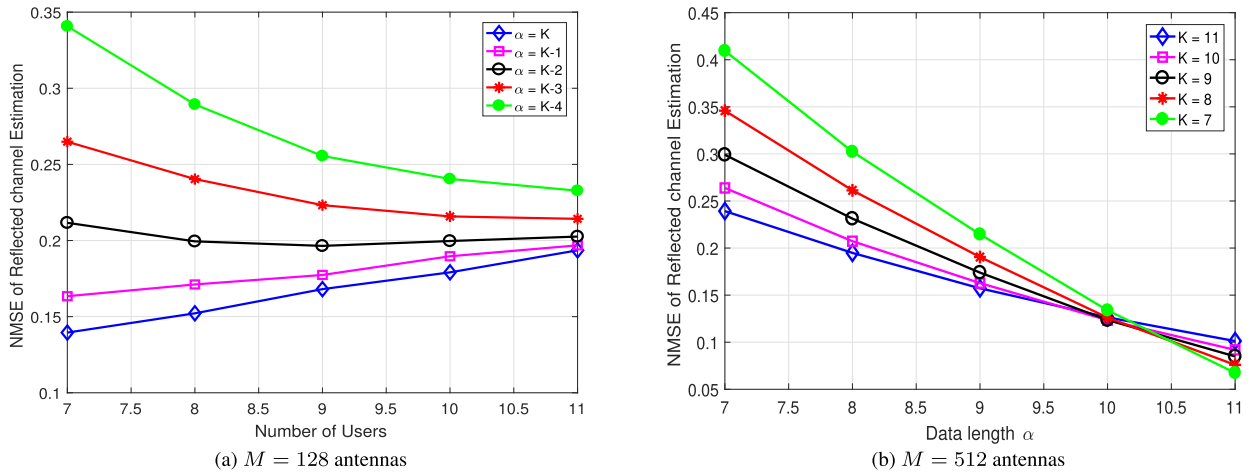 NMSE of Reflected channel Estimation
0.35
0.3
0.25
0.2
0.15
0.1
7 7.5 8 8.5 9 9.5 10 10.5 11
Number of Users
α = K
α = K-1
α = K-2
α = K-3
α = K-4
(a) M = 128 antennas
NMSE of Reflected channel Estimation
0.45
0.4
0.35
0.3
0.25
0.2
0.15
0.1
0.05
7 7.5 8 8.5 9 9.5 10 10.5 11
Data length α
K = 11
K = 10
K = 9
K = 8
K = 7
(b) M = 512 antennas